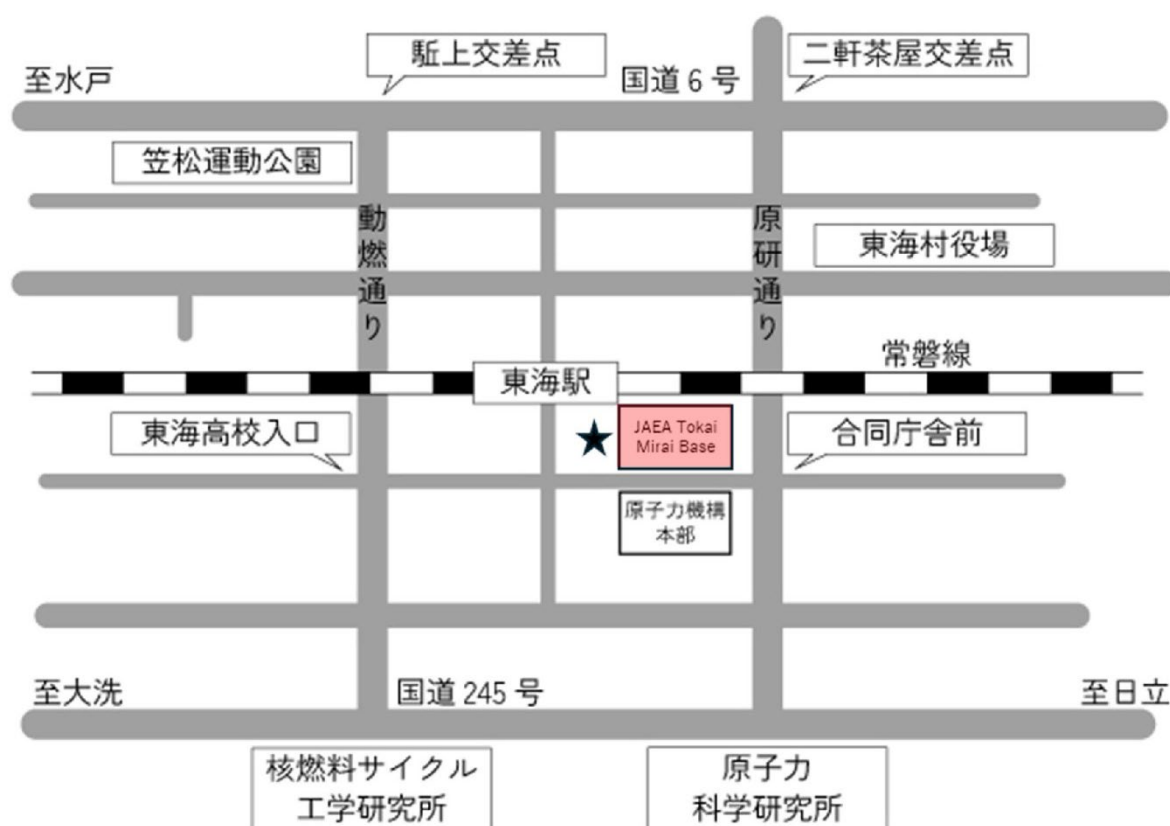 駈上交差点
二軒茶屋交差点
至水戸
国道6号
笠松運動公園
動燃通り
原研通り
東海村役場
常磐線
東海駅
JAEA Tokai
Mirai Base
東海高校入口
合同庁舎前
原子力機構
本部
至大洗
国道245号
至日立
核燃料サイクル
工学研究所
原子力
科学研究所